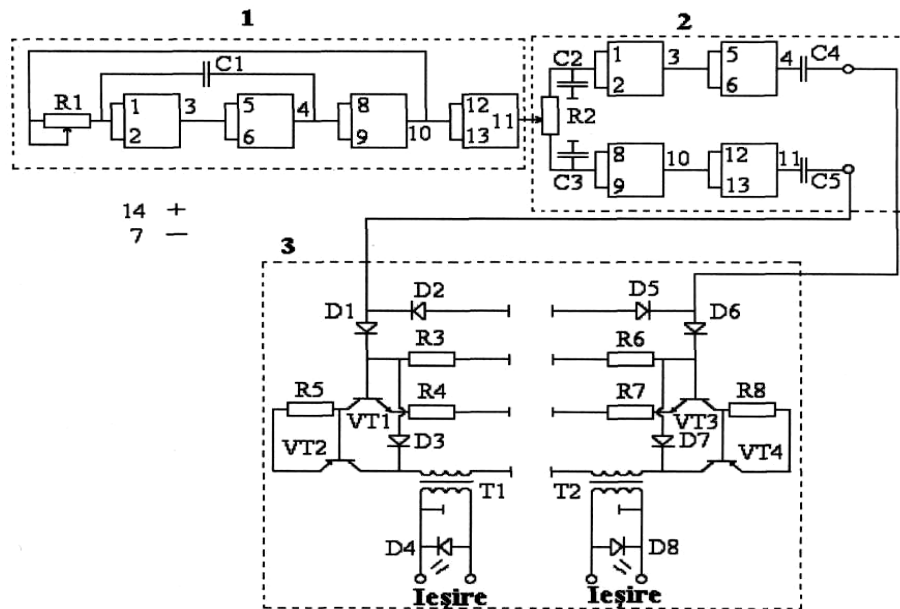 1
2
C1
R1
1
2
3
5
6
4
8
9
10
12
13
11
C2
C3
R2
1
2
3
5
6
4
C4
8
9
10
12
13
11
C5
14 +
7 —
3
D1
D2
D5
D6
R3
R6
R5
R4
R7
R8
VT1
VT3
VT2
D3
D7
VT4
T1
T2
D4
D8
Ieşire
Ieşire